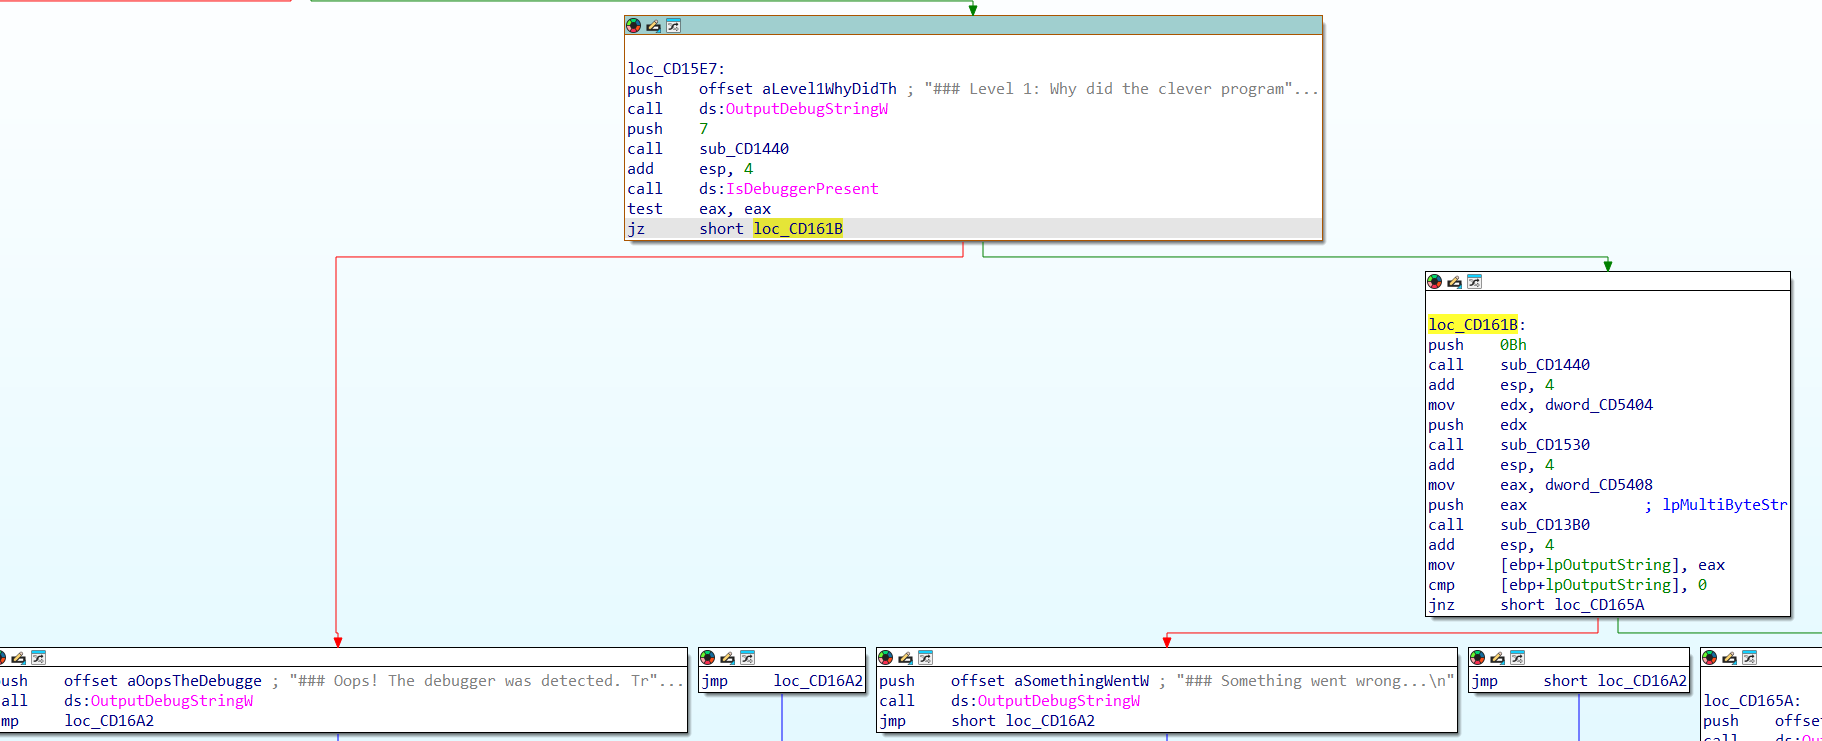 loc_CD15E7:
push offset aLevel1WhyDidTh ; "### Level 1: Why did the clever program"...
call ds:OutputDebugStringW
push 7
call sub_CD1440
add esp, 4
call ds:IsDebuggerPresent
test eax, eax
jz short loc_CD161B
loc_CD161B:
push 0Bh
call sub_CD1440
add esp, 4
mov edx, dword_CD5404
push edx
call sub_CD1530
add esp, 4
mov eax, dword_CD5408
push eax ; lpMultiByteStr
call sub_CD13B0
add esp, 4
mov [ebp+lpOutputString], eax
cmp [ebp+lpOutputString], 0
jnz short loc_CD165A
ush offset aOopsTheDebugge ; "### Oops! The debugger was detected. Tr"...
all ds:OutputDebugStringW
mp loc_CD16A2
jmp loc_CD16A2
push offset aSomethingWentW ; "### Something went wrong...\n"
call ds:OutputDebugStringW
jmp short loc_CD16A2
jmp short loc_CD16A2
loc_CD165A:
push offse
call ds:Ou